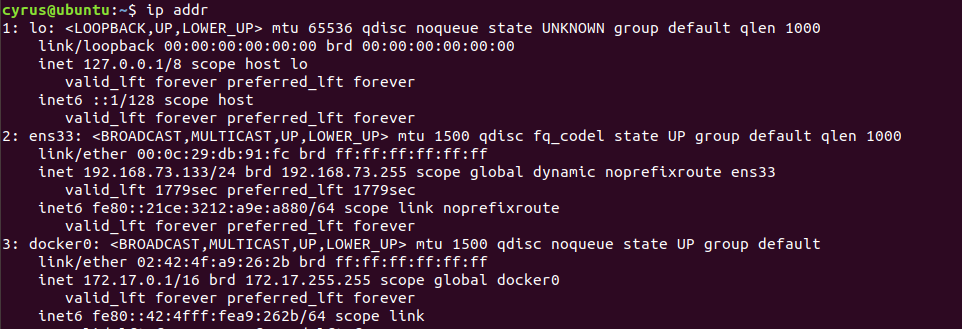 cyrus@ubuntu:~$ ip addr
1: lo: <LOOPBACK,UP,LOWER_UP> mtu 65536 qdisc noqueue state UNKNOWN group default qlen 1000
    link/loopback 00:00:00:00:00:00 brd 00:00:00:00:00:00
    inet 127.0.0.1/8 scope host lo
       valid_lft forever preferred_lft forever
    inet6 ::1/128 scope host
       valid_lft forever preferred_lft forever
2: ens33: <BROADCAST,MULTICAST,UP,LOWER_UP> mtu 1500 qdisc fq_codel state UP group default qlen 1000
    link/ether 00:0c:29:db:91:fc brd ff:ff:ff:ff:ff:ff
    inet 192.168.73.133/24 brd 192.168.73.255 scope global dynamic noprefixroute ens33
       valid_lft 1779sec preferred_lft 1779sec
    inet6 fe80::21ce:3212:a9e:a880/64 scope link noprefixroute
       valid_lft forever preferred_lft forever
3: docker0: <BROADCAST,MULTICAST,UP,LOWER_UP> mtu 1500 qdisc noqueue state UP group default
    link/ether 02:42:4f:a9:26:2b brd ff:ff:ff:ff:ff:ff
    inet 172.17.0.1/16 brd 172.17.255.255 scope global docker0
       valid_lft forever preferred_lft forever
    inet6 fe80::42:4fff:fea9:262b/64 scope link